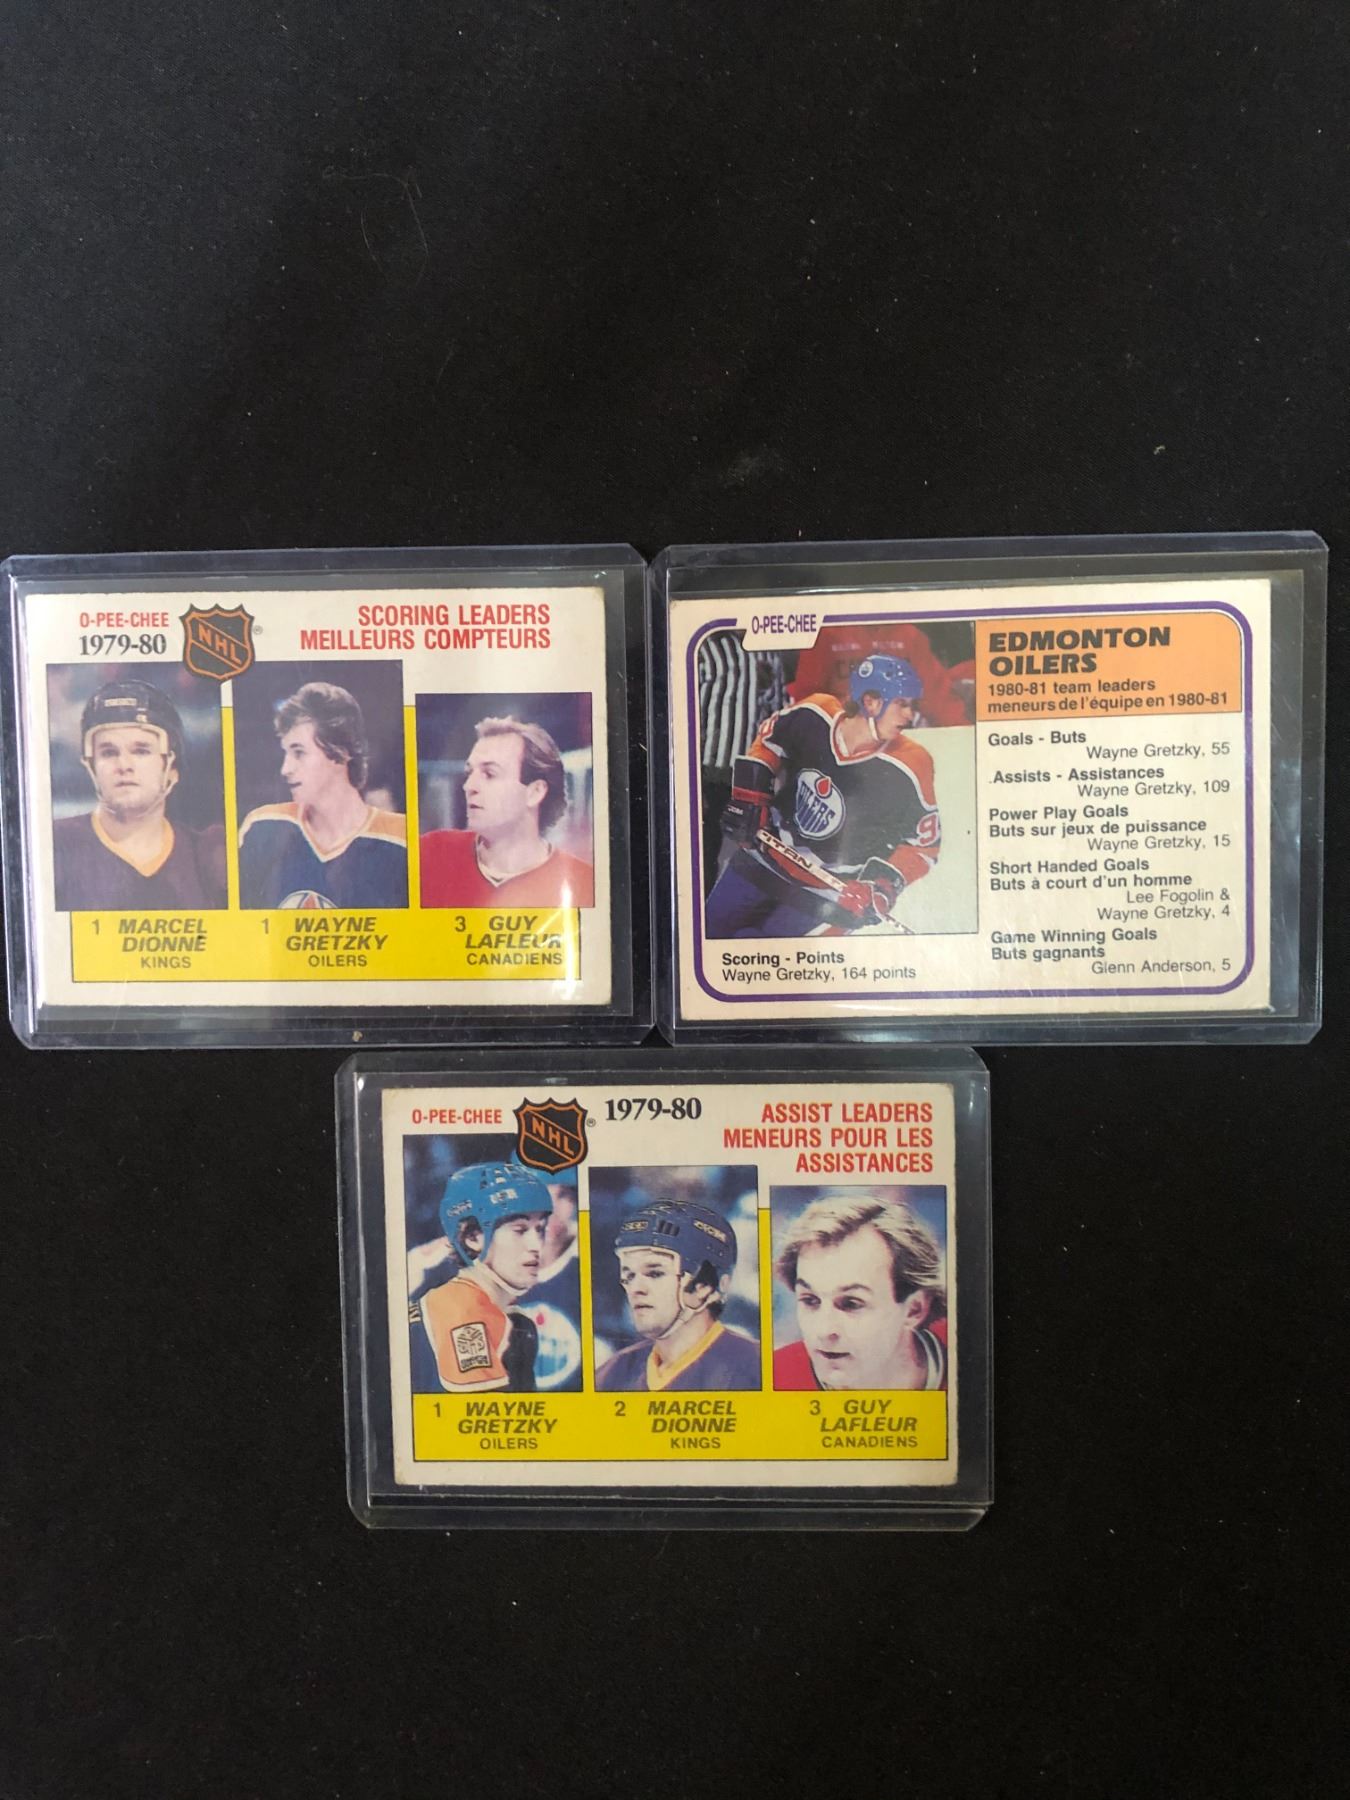 O-PEE-CHEE
1979-80
NHL
®
SCORING LEADERS
MEILLEURS COMPTEURS
1 MARCEL
DIONNE
KINGS
1 WAYNE
GRETZKY
OILERS
3 GUY
LAFLEUR
CANADIENS
O-PEE-CHEE
EDMONTON
OILERS
1980-81 team leaders
meneurs de l'équipe en 1980-81
Goals - Buts
Wayne Gretzky, 55
Assists - Assistances
Wayne Gretzky, 109
Power Play Goals
Buts sur jeux de puissance
Wayne Gretzky, 15
Short Handed Goals
Buts à court d'un homme
Lee Fogolin &
Wayne Gretzky, 4
Game Winning Goals
Buts gagnants
Glenn Anderson, 5
OILERS
TITAN
9
Scoring - Points
Wayne Gretzky, 164 points
O-PEE-CHEE
NHL
®
1979-80
ASSIST LEADERS
MENEURS POUR LES
ASSISTANCES
1 WAYNE
GRETZKY
OILERS
2 MARCEL
DIONNE
KINGS
3 GUY
LAFLEUR
CANADIENS